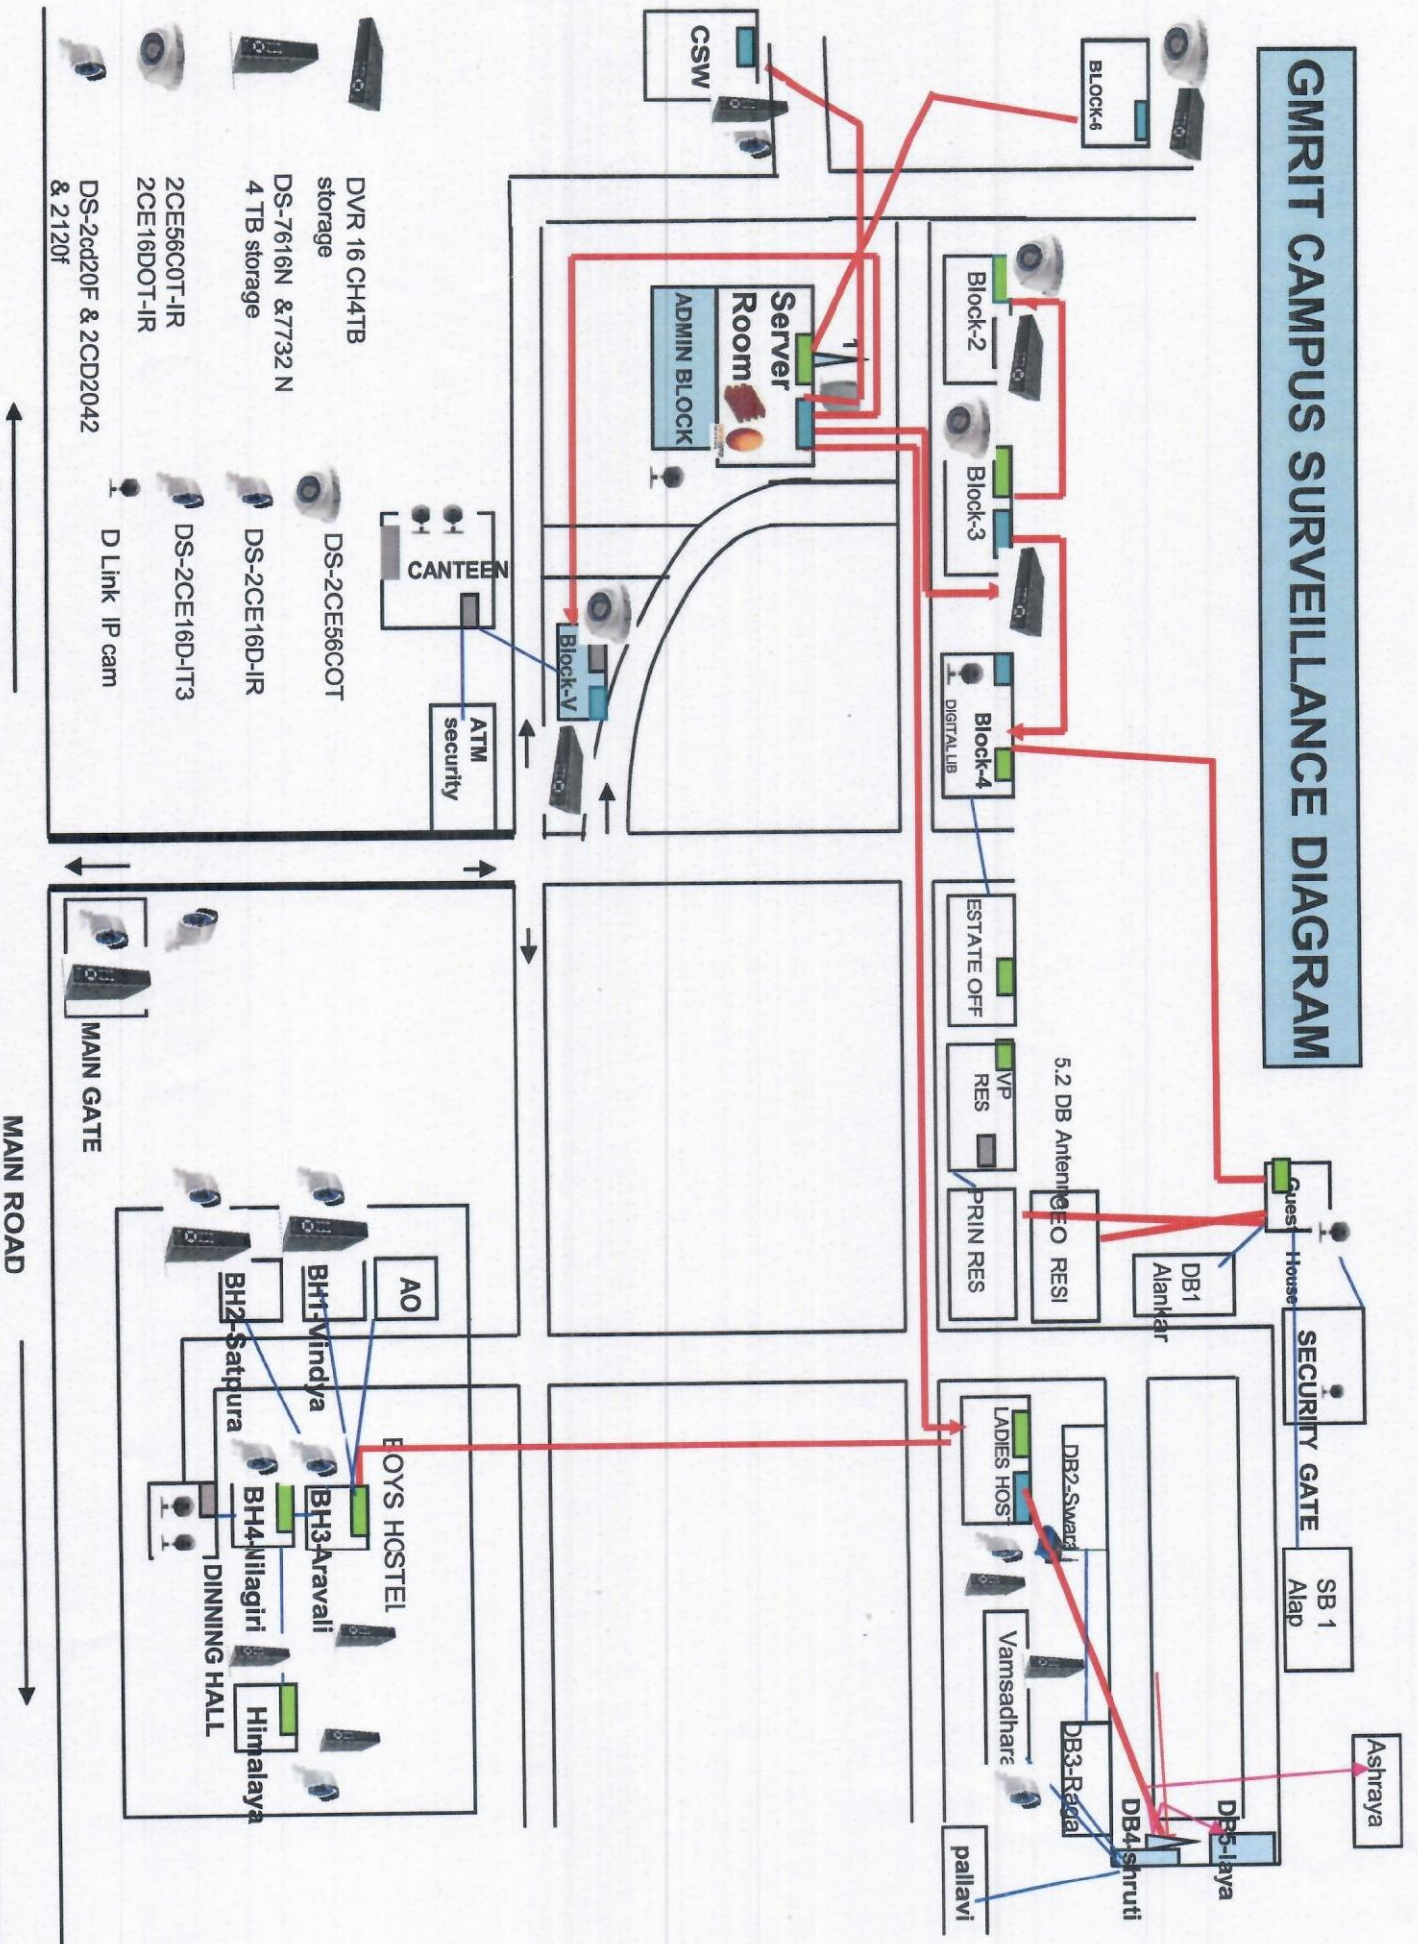 GMRIT CAMPUS SURVEILLANCE DIAGRAM
BLOCK-6
CSW
Block-2
Block-3
Block-4
DIGITAL LIB
1
Server
Room
ADMIN BLOCK
Block-V
CANTEEN
ATM
security
ESTATE OFF
VP
RES
PRIN RES
5.2 DB Antenn
CEO RESI
Guest House
DB1
Alankar
SECURITY GATE
SB 1
Alap
Ashraya
LADIES HOST
DB2-Swara
Vamsadhara
DB3-Raga
DB4-shruti
DB5-laya
pallavi
DVR 16 CH4TB
storage
DS-7616N &7732 N
4 TB storage
2CE56C0T-IR
2CE16DOT-IR
DS-2cd20F & 2CD2042
& 2120f
DS-2CE56COT
DS-2CE16D-IR
DS-2CE16D-IT3
D Link IP cam
MAIN GATE
AO
BH1-Vindya
BH2-Satpura
BOYS HOSTEL
BH3-Aravali
BH4-Nilagiri
DINNING HALL
Himalaya
MAIN ROAD